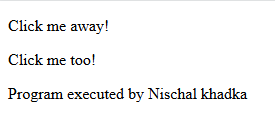 Click me away!
Click me too!
Program executed by Nischal khadka